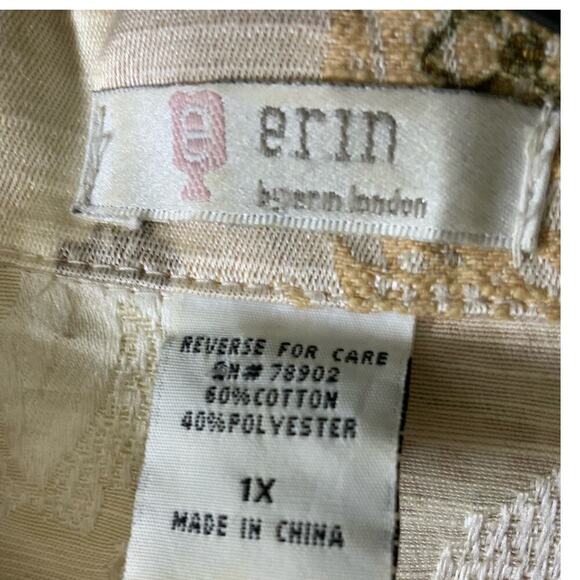 e
erin
by erin london
REVERSE FOR CARE
RN# 78902
60%COTTON
40%POLYESTER
1X
MADE IN CHINA